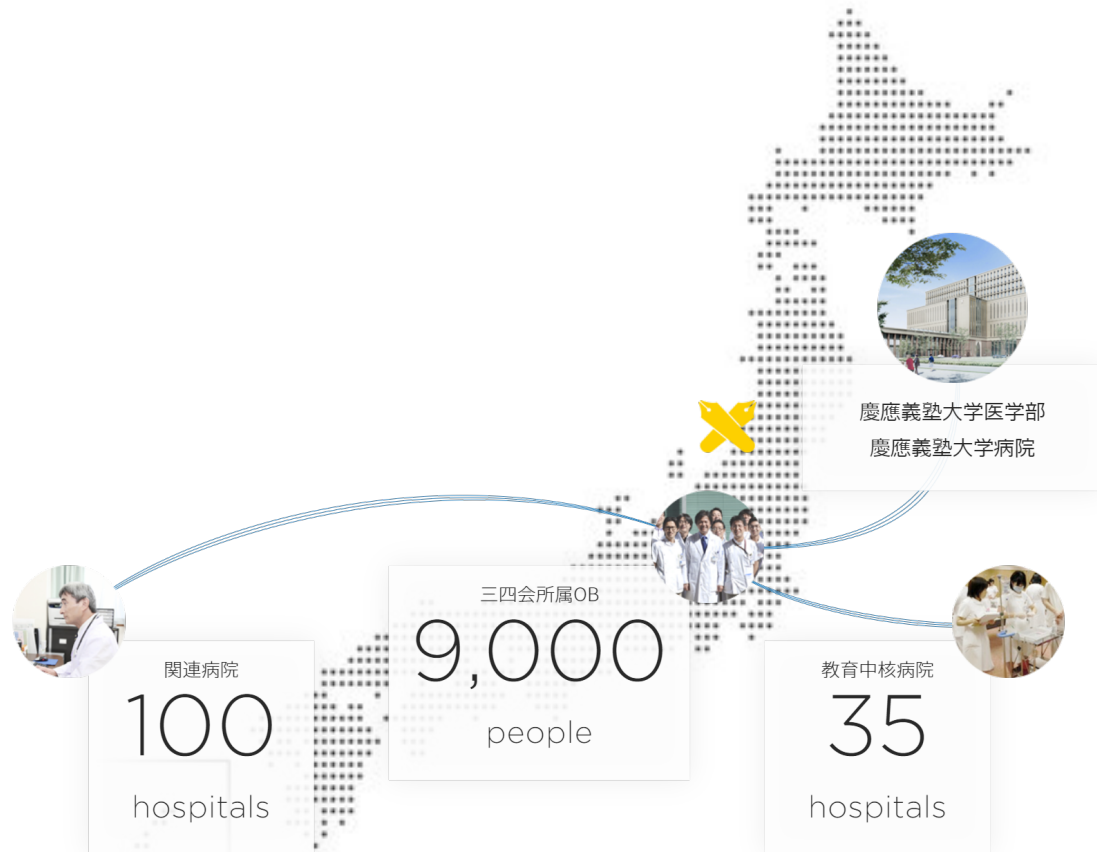 慶應義塾大学医学部
慶應義塾大学病院
三四会所属OB
9,000
people
関連病院
100
hospitals
教育中核病院
35
hospitals